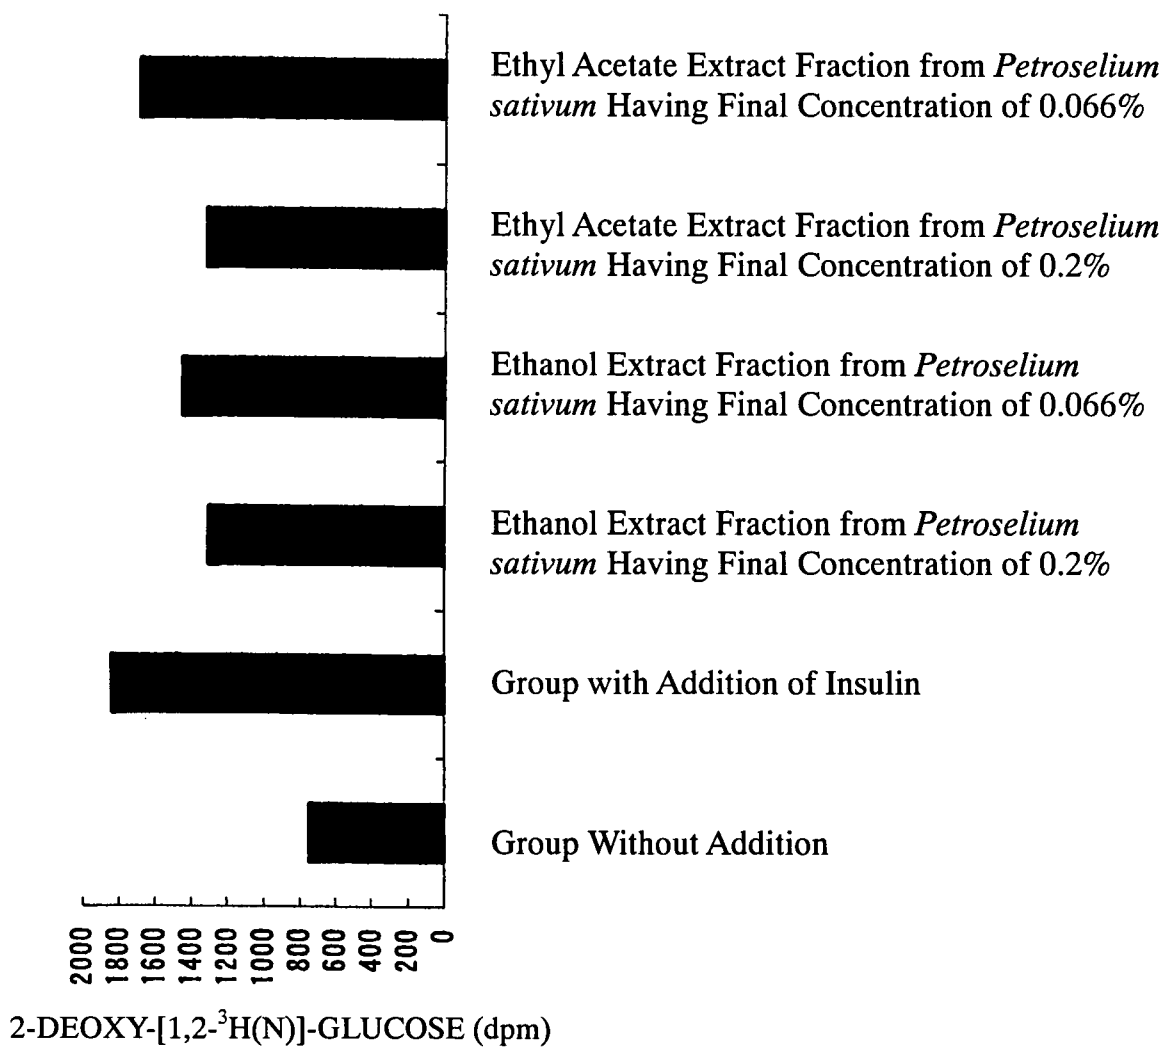 Ethyl Acetate Extract Fraction from Petroselium
sativum Having Final Concentration of 0.066%
Ethyl Acetate Extract Fraction from Petroselium
sativum Having Final Concentration of 0.2%
Ethanol Extract Fraction from Petroselium
sativum Having Final Concentration of 0.066%
Ethanol Extract Fraction from Petroselium
sativum Having Final Concentration of 0.2%
Group with Addition of Insulin
Group Without Addition
2000
1800
1600
1400
1200
1000
800
600
400
200
0
2-DEOXY-[1,2-³H(N)]-GLUCOSE (dpm)